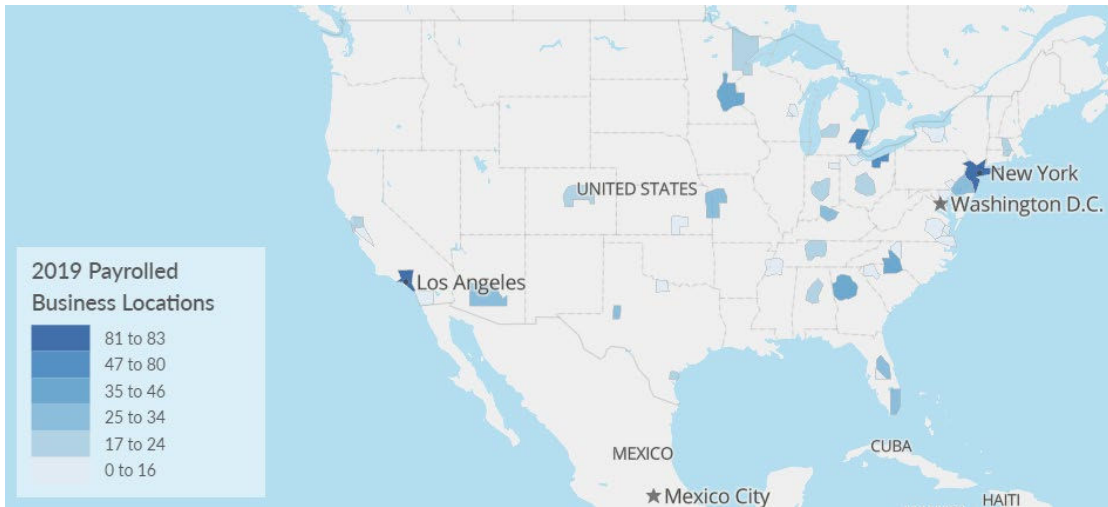 UNITED STATES
New York
Washington D.C.
Los Angeles
2019 Payrolled
Business Locations
81 to 83
47 to 80
35 to 46
25 to 34
17 to 24
0 to 16
MEXICO
CUBA
Mexico City
HAITI